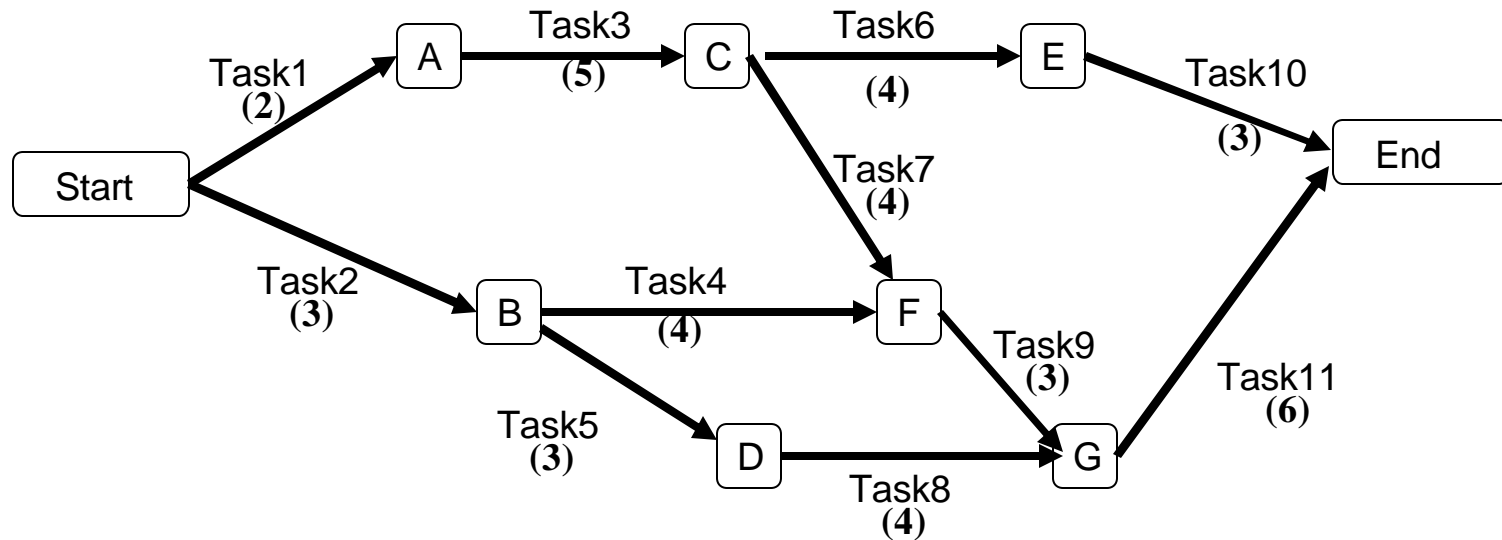 Task3
Task6
A
C
E
(5)
(4)
Task1
(2)
Task10
(3)
End
Start
Task7
(4)
Task2
(3)
Task4
B
F
(4)
Task9
(3)
Task11
(6)
Task5
(3)
D
G
Task8
(4)